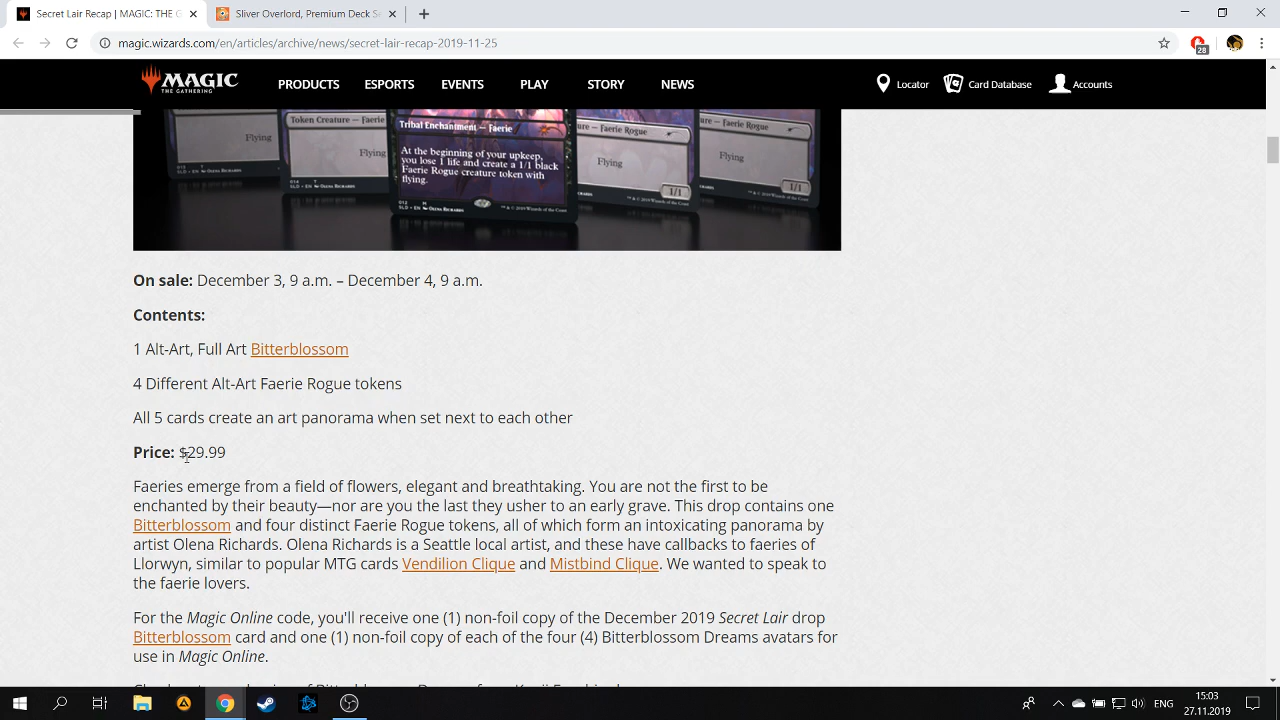 Secret Lair Recap | MAGIC: THE G
Sliver Overlord, Premium Deck Se
magic.wizards.com/en/articles/archive/news/secret-lair-recap-2019-11-25
28
MAGIC
THE GATHERING
PRODUCTS ESPORTS EVENTS PLAY STORY NEWS
Locator Card Database Accounts
Token Creature — Faerie
Tribal Enchantment — Faerie
ure — Faerie Rogue
ure — Faerie Rogue
Flying
Flying
At the beginning of your upkeep,
you lose 1 life and create a 1/1 black
Faerie Rogue creature token with
flying.
Flying
Flying
1/1
1/1
On sale: December 3, 9 a.m. – December 4, 9 a.m.
Contents:
1 Alt-Art, Full Art Bitterblossom
4 Different Alt-Art Faerie Rogue tokens
All 5 cards create an art panorama when set next to each other
Price: $29.99
Faeries emerge from a field of flowers, elegant and breathtaking. You are not the first to be
enchanted by their beauty—nor are you the last they usher to an early grave. This drop contains one
Bitterblossom and four distinct Faerie Rogue tokens, all of which form an intoxicating panorama by
artist Olena Richards. Olena Richards is a Seattle local artist, and these have callbacks to faeries of
Llorwyn, similar to popular MTG cards Vendilion Clique and Mistbind Clique. We wanted to speak to
the faerie lovers.
For the Magic Online code, you'll receive one (1) non-foil copy of the December 2019 Secret Lair drop
Bitterblossom card and one (1) non-foil copy of each of the four (4) Bitterblossom Dreams avatars for
use in Magic Online.
ENG
15:03
27.11.2019